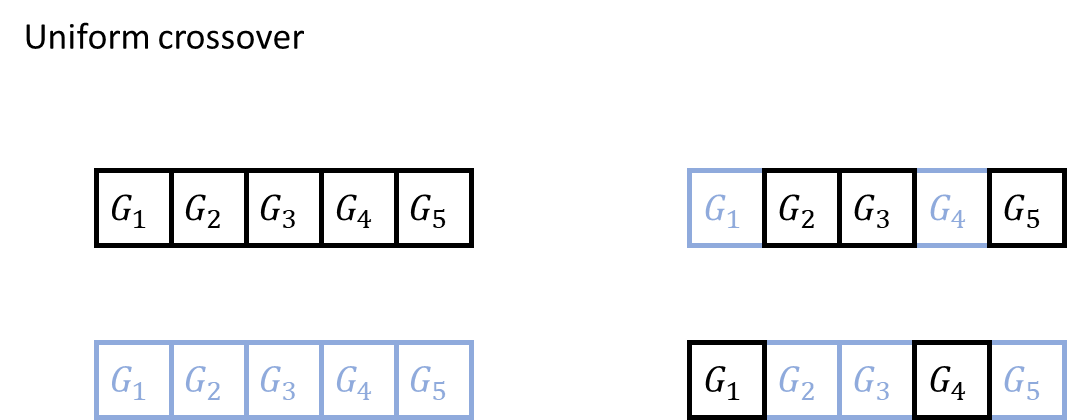 Uniform crossover
G₁ G₂ G₃ G₄ G₅ G₁ G₂ G₃ G₄ G₅
G₁ G₂ G₃ G₄ G₅ G₁ G₂ G₃ G₄ G₅